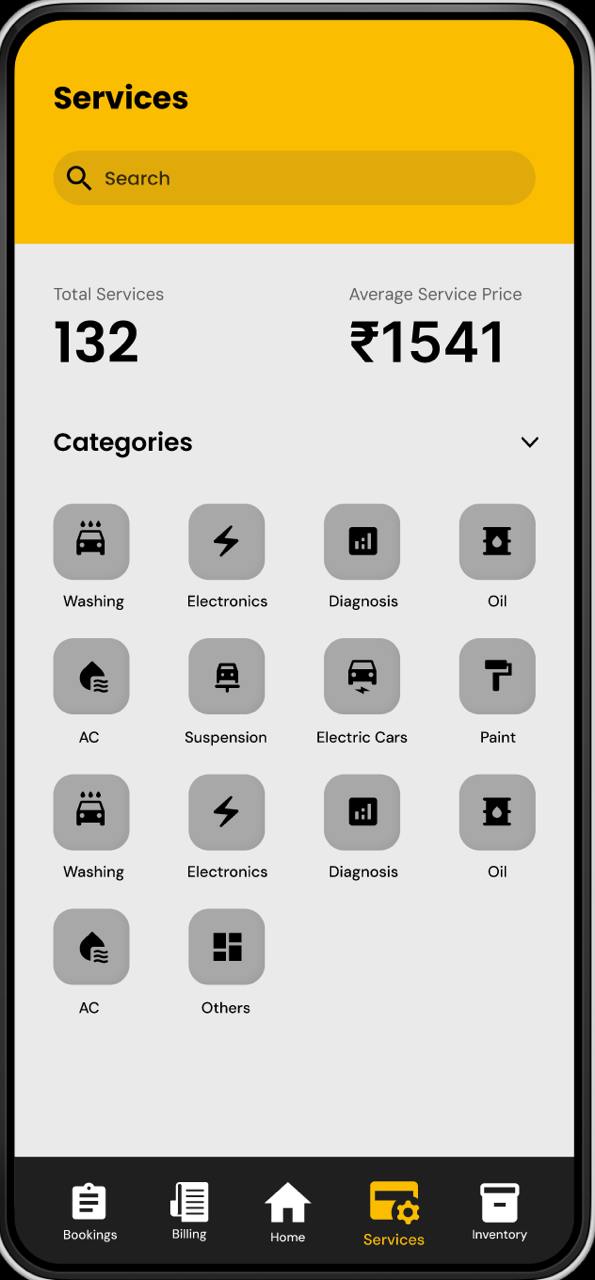 Services
Search
Total Services Average Service Price
132 ₹1541
Categories
Washing Electronics Diagnosis Oil
AC Suspension Electric Cars Paint
Washing Electronics Diagnosis Oil
AC Others
Bookings Billing Home Services Inventory